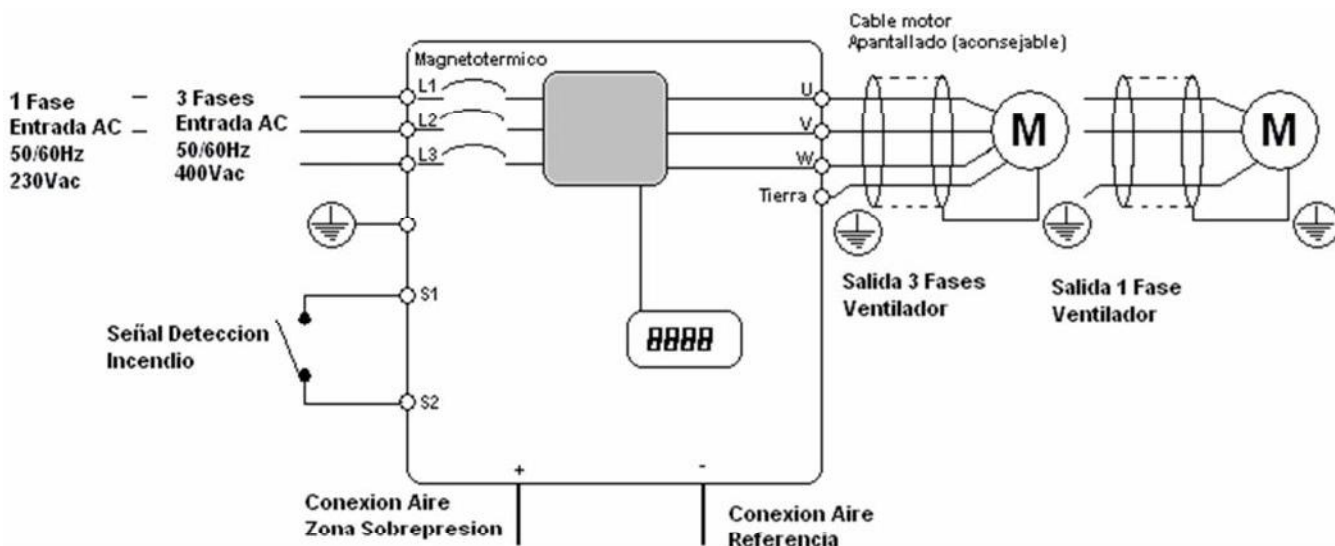 Cable motor
Apantallado (aconsejable)
Magnetotermico
1 Fase
Entrada AC
50/60Hz
230Vac
3 Fases
Entrada AC
50/60Hz
400Vac
L1
L2
L3
U
V
W
Tierra
M
M
Salida 3 Fases
Ventilador
Salida 1 Fase
Ventilador
S1
Señal Deteccion
Incendio
S2
8888
+
-
Conexion Aire
Zona Sobrepresion
Conexion Aire
Referencia